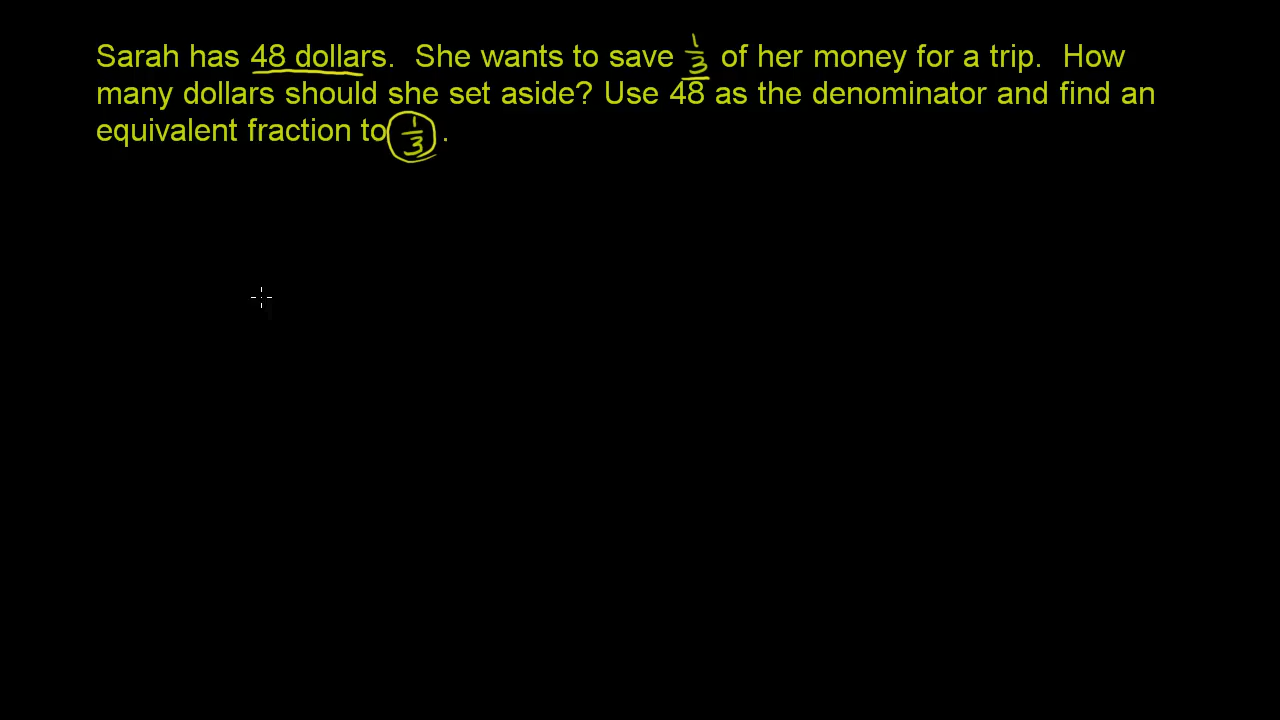 Sarah has 48 dollars. She wants to save 1/3 of her money for a trip. How
many dollars should she set aside? Use 48 as the denominator and find an
equivalent fraction to 1/3 .